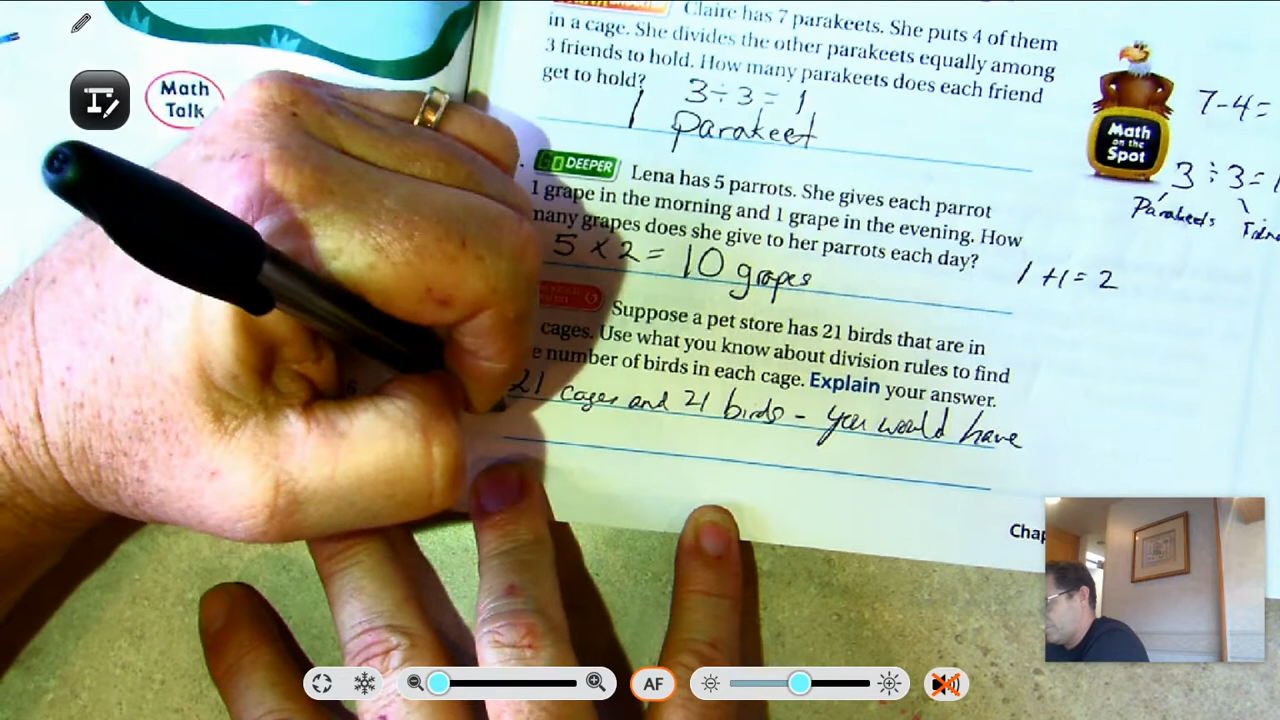 Claire has 7 parakeets. She puts 4 of them
in a cage. She divides the other parakeets equally among
3 friends to hold. How many parakeets does each friend
get to hold?
3÷3=1
1 parakeet
Math
Talk
Math
on the
Spot
7-4=
3÷3=1
Parakeets
GO DEEPER
Lena has 5 parrots. She gives each parrot
1 grape in the morning and 1 grape in the evening. How
many grapes does she give to her parrots each day?
5 x 2 = 10 grapes
1+1=2
Suppose a pet store has 21 birds that are in
cages. Use what you know about division rules to find
number of birds in each cage. Explain your answer.
21 cages and 21 birds - you would have
Chap
AF